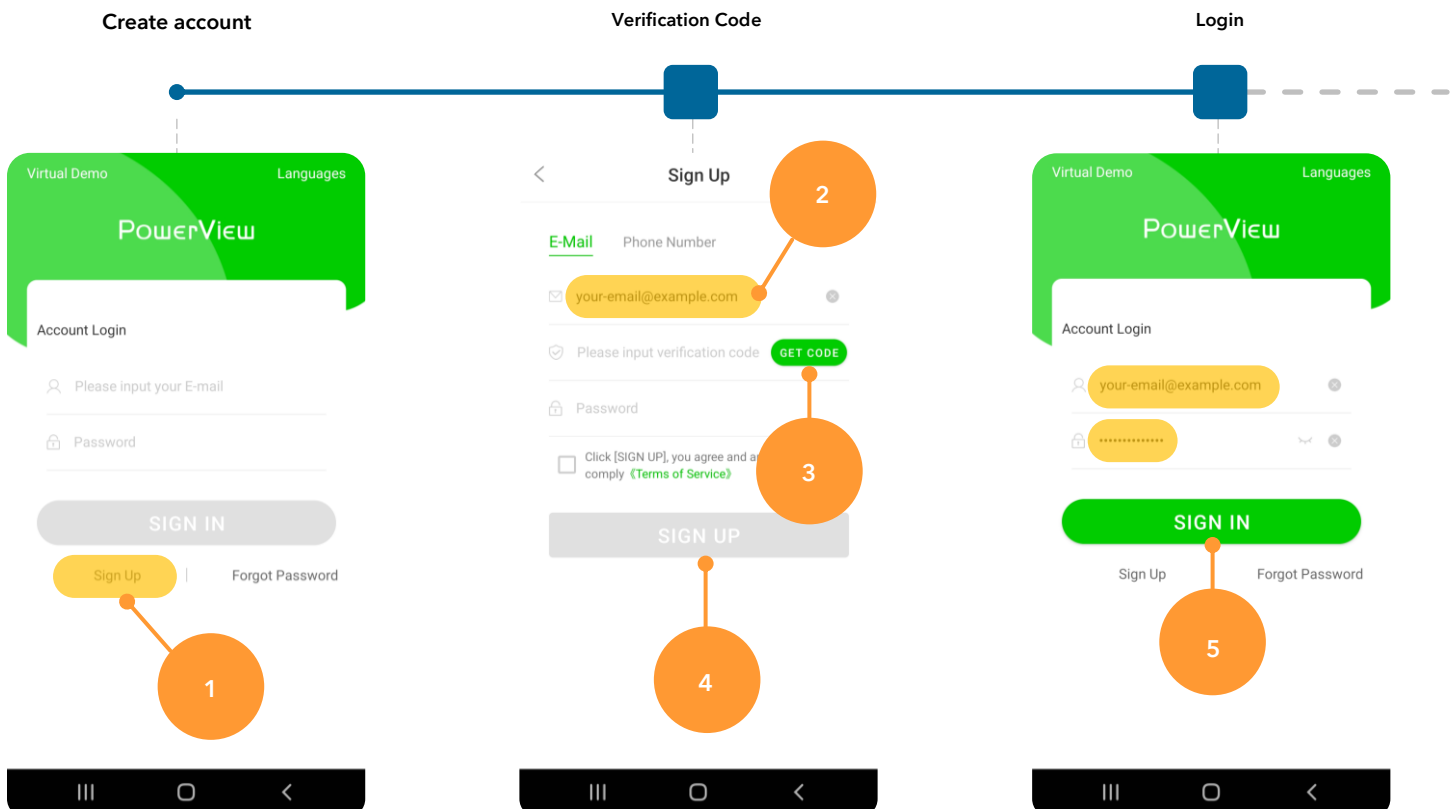 Create account
Verification Code
Login
Virtual Demo
Languages
PowerView
Account Login
Please input your E-mail
Password
SIGN IN
Sign Up
Forgot Password
1
Sign Up
2
E-Mail
Phone Number
your-email@example.com
Please input verification code
GET CODE
Password
Click [SIGN UP], you agree and
comply 《Terms of Service》
3
SIGN UP
4
Virtual Demo
Languages
PowerView
Account Login
your-email@example.com
••••••••••••••
SIGN IN
Sign Up
Forgot Password
5